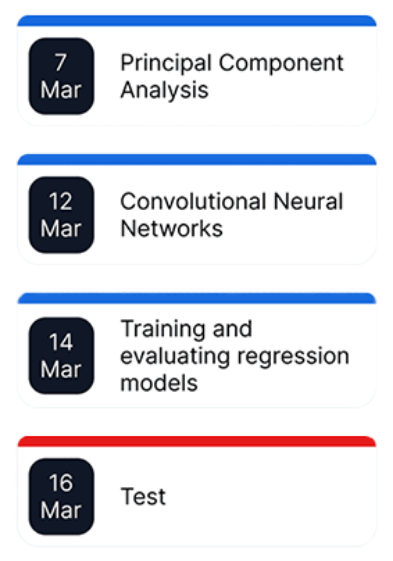 7
Mar
Principal Component
Analysis
12
Mar
Convolutional Neural
Networks
14
Mar
Training and
evaluating regression
models
16
Mar
Test